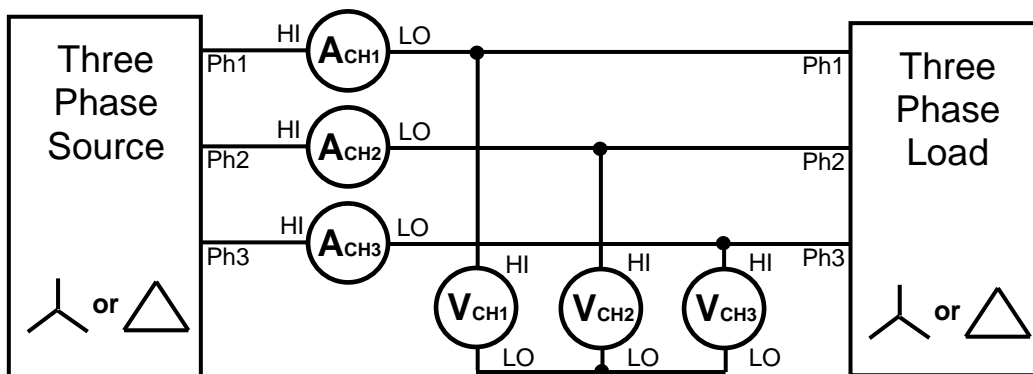 Three
Phase
Source
or
HI
ACH1
LO
Ph1
HI
ACH2
LO
Ph2
HI
ACH3
LO
Ph3
HI
VCH1
LO
HI
VCH2
LO
HI
VCH3
LO
Ph1
Ph2
Ph3
Three
Phase
Load
or